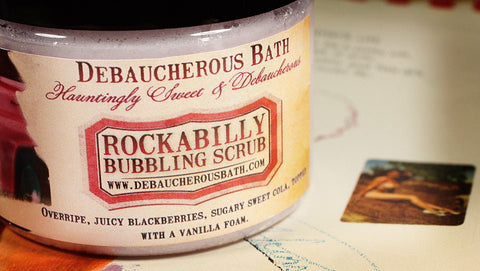 DEBAUCHEROUS BATH
Hauntingly Sweet & Debaucherous
ROCKABILLY
BUBBLING SCRUB
WWW.DEBAUCHEROUSBATH.COM
OVERRIPE, JUICY BLACKBERRIES, SUGARY SWEET COLA,
WITH A VANILLA FOAM.